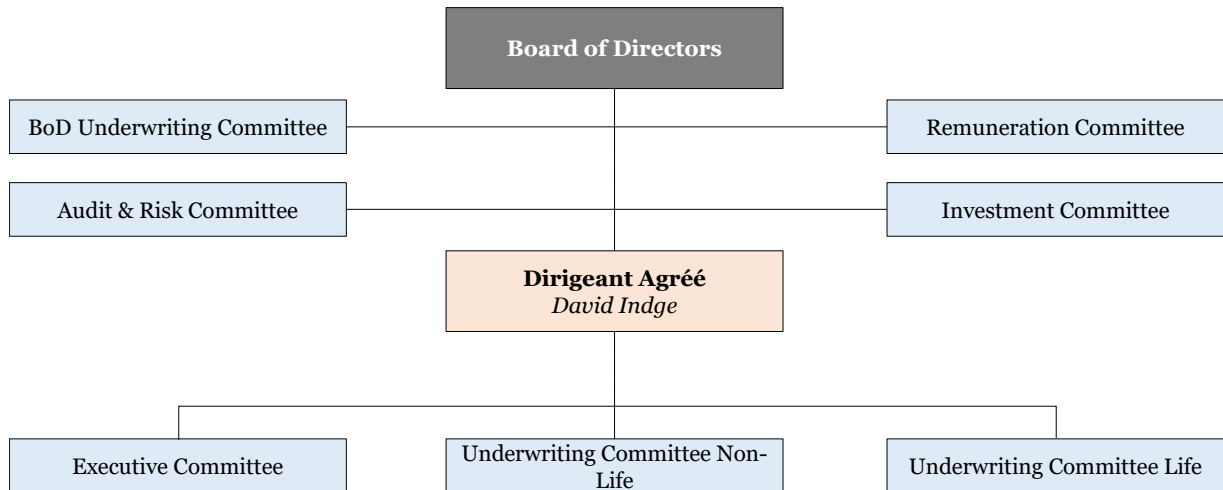 Board of Directors
BoD Underwriting Committee
Remuneration Committee
Audit & Risk Committee
Investment Committee
Dirigeant Agréé
David Indge
Executive Committee
Underwriting Committee Non-
Life
Underwriting Committee Life